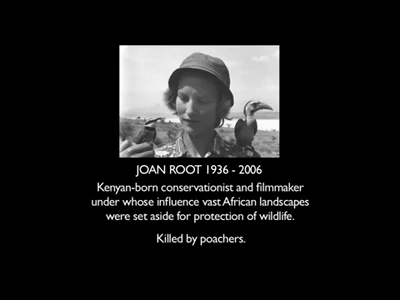 JOAN ROOT 1936 - 2006
Kenyan-born conservationist and filmmaker
under whose influence vast African landscapes
were set aside for protection of wildlife.
Killed by poachers.